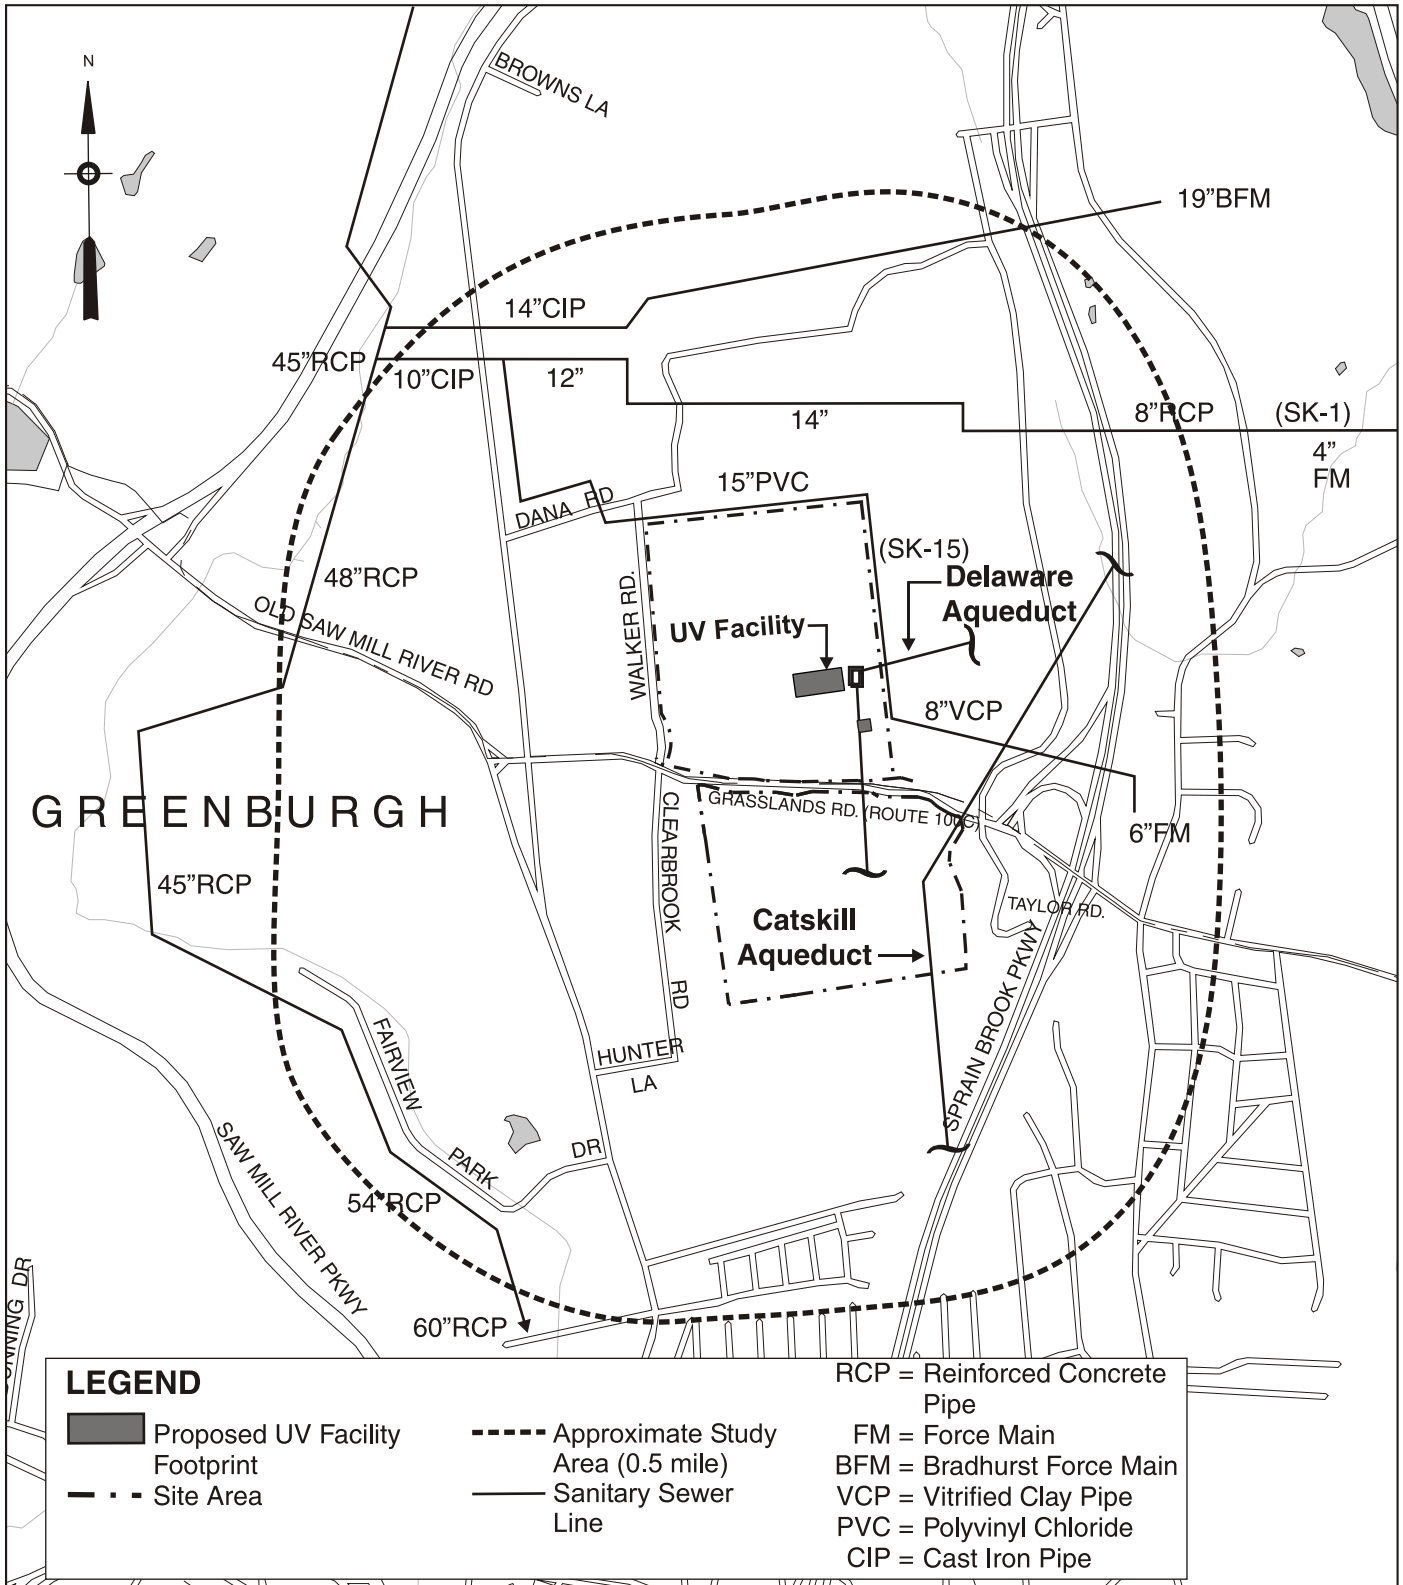 N
BROWNS LA
19”BFM
14”CIP
45”RCP
10”CIP
12”
14”
8”RCP
(SK-1)
4”
FM
15”PVC
DANA RD
(SK-15)
Delaware
Aqueduct
48”RCP
OLD SAW MILL RIVER RD
WALKER RD.
UV Facility
8”VCP
GREENBURGH
GRASSLANDS RD. (ROUTE 100C)
6”FM
45”RCP
CLEARBROOK
RD
TAYLOR RD.
Catskill
Aqueduct
SPRAIN BROOK PKWY
FAIRVIEW
PARK
DR
HUNTER
LA
54”RCP
SAW MILL RIVER PKWY
60”RCP
DR
LEGEND
Proposed UV Facility
Footprint
Site Area
Approximate Study
Area (0.5 mile)
Sanitary Sewer
Line
RCP = Reinforced Concrete
Pipe
FM = Force Main
BFM = Bradhurst Force Main
VCP = Vitrified Clay Pipe
PVC = Polyvinyl Chloride
CIP = Cast Iron Pipe